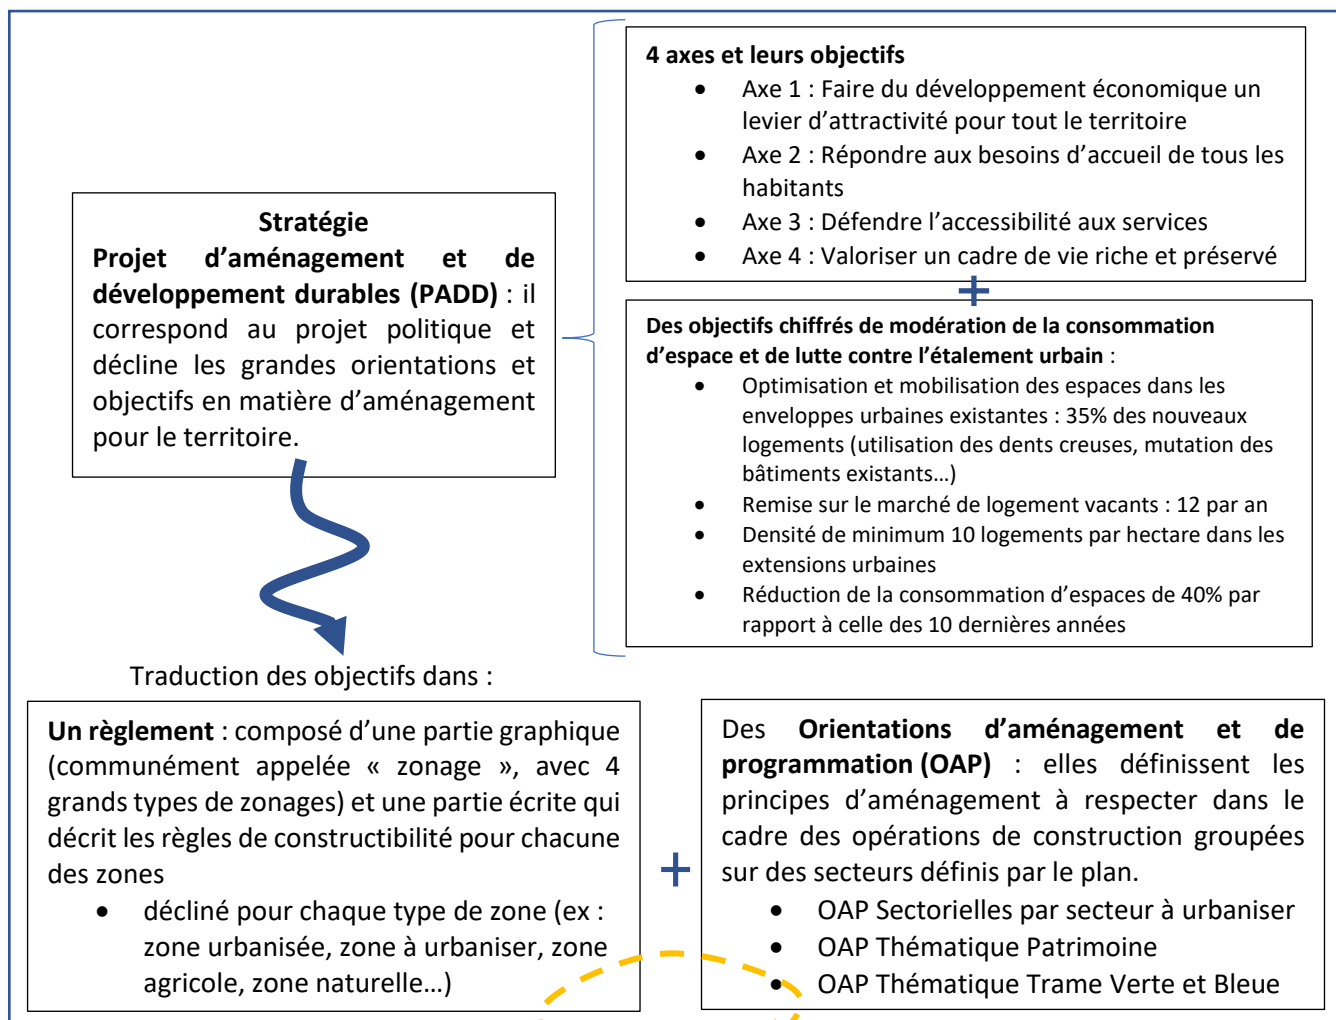 4 axes et leurs objectifs
• Axe 1 : Faire du développement économique un
levier d’attractivité pour tout le territoire
• Axe 2 : Répondre aux besoins d’accueil de tous les
habitants
• Axe 3 : Défendre l’accessibilité aux services
• Axe 4 : Valoriser un cadre de vie riche et préservé
+
Des objectifs chiffrés de modération de la consommation
d’espace et de lutte contre l’étalement urbain :
• Optimisation et mobilisation des espaces dans les
enveloppes urbaines existantes : 35% des nouveaux
logements (utilisation des dents creuses, mutation des
bâtiments existants…)
• Remise sur le marché de logement vacants : 12 par an
• Densité de minimum 10 logements par hectare dans les
extensions urbaines
• Réduction de la consommation d’espaces de 40% par
rapport à celle des 10 dernières années
Stratégie
Projet d’aménagement et de
développement durables (PADD) : il
correspond au projet politique et
décline les grandes orientations et
objectifs en matière d’aménagement
pour le territoire.
Traduction des objectifs dans :
Un règlement : composé d’une partie graphique
(communément appelée « zonage », avec 4
grands types de zonages) et une partie écrite qui
décrit les règles de constructibilité pour chacune
des zones
• décliné pour chaque type de zone (ex :
zone urbanisée, zone à urbaniser, zone
agricole, zone naturelle…)
+
Des Orientations d’aménagement et de
programmation (OAP) : elles définissent les
principes d’aménagement à respecter dans le
cadre des opérations de construction groupées
sur des secteurs définis par le plan.
• OAP Sectorielles par secteur à urbaniser
• OAP Thématique Patrimoine
• OAP Thématique Trame Verte et Bleue